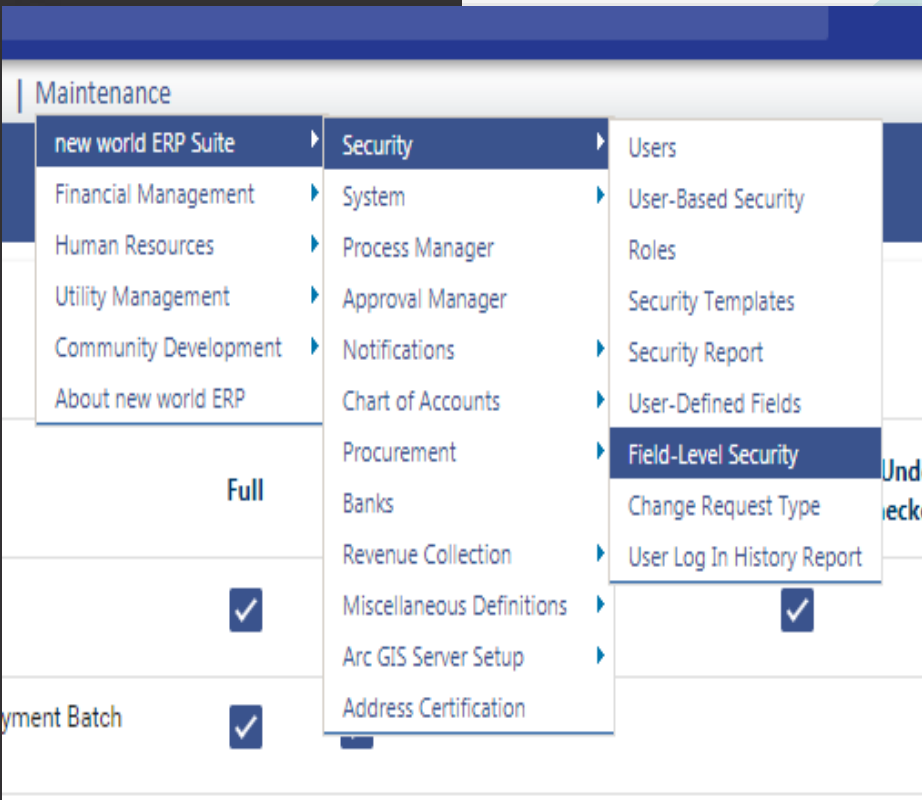 Maintenance
new world ERP Suite
Financial Management
Human Resources
Utility Management
Community Development
About new world ERP
Security
System
Process Manager
Approval Manager
Notifications
Chart of Accounts
Procurement
Banks
Revenue Collection
Miscellaneous Definitions
Arc GIS Server Setup
Address Certification
Users
User-Based Security
Roles
Security Templates
Security Report
User-Defined Fields
Field-Level Security
Change Request Type
User Log In History Report
Full
yment Batch